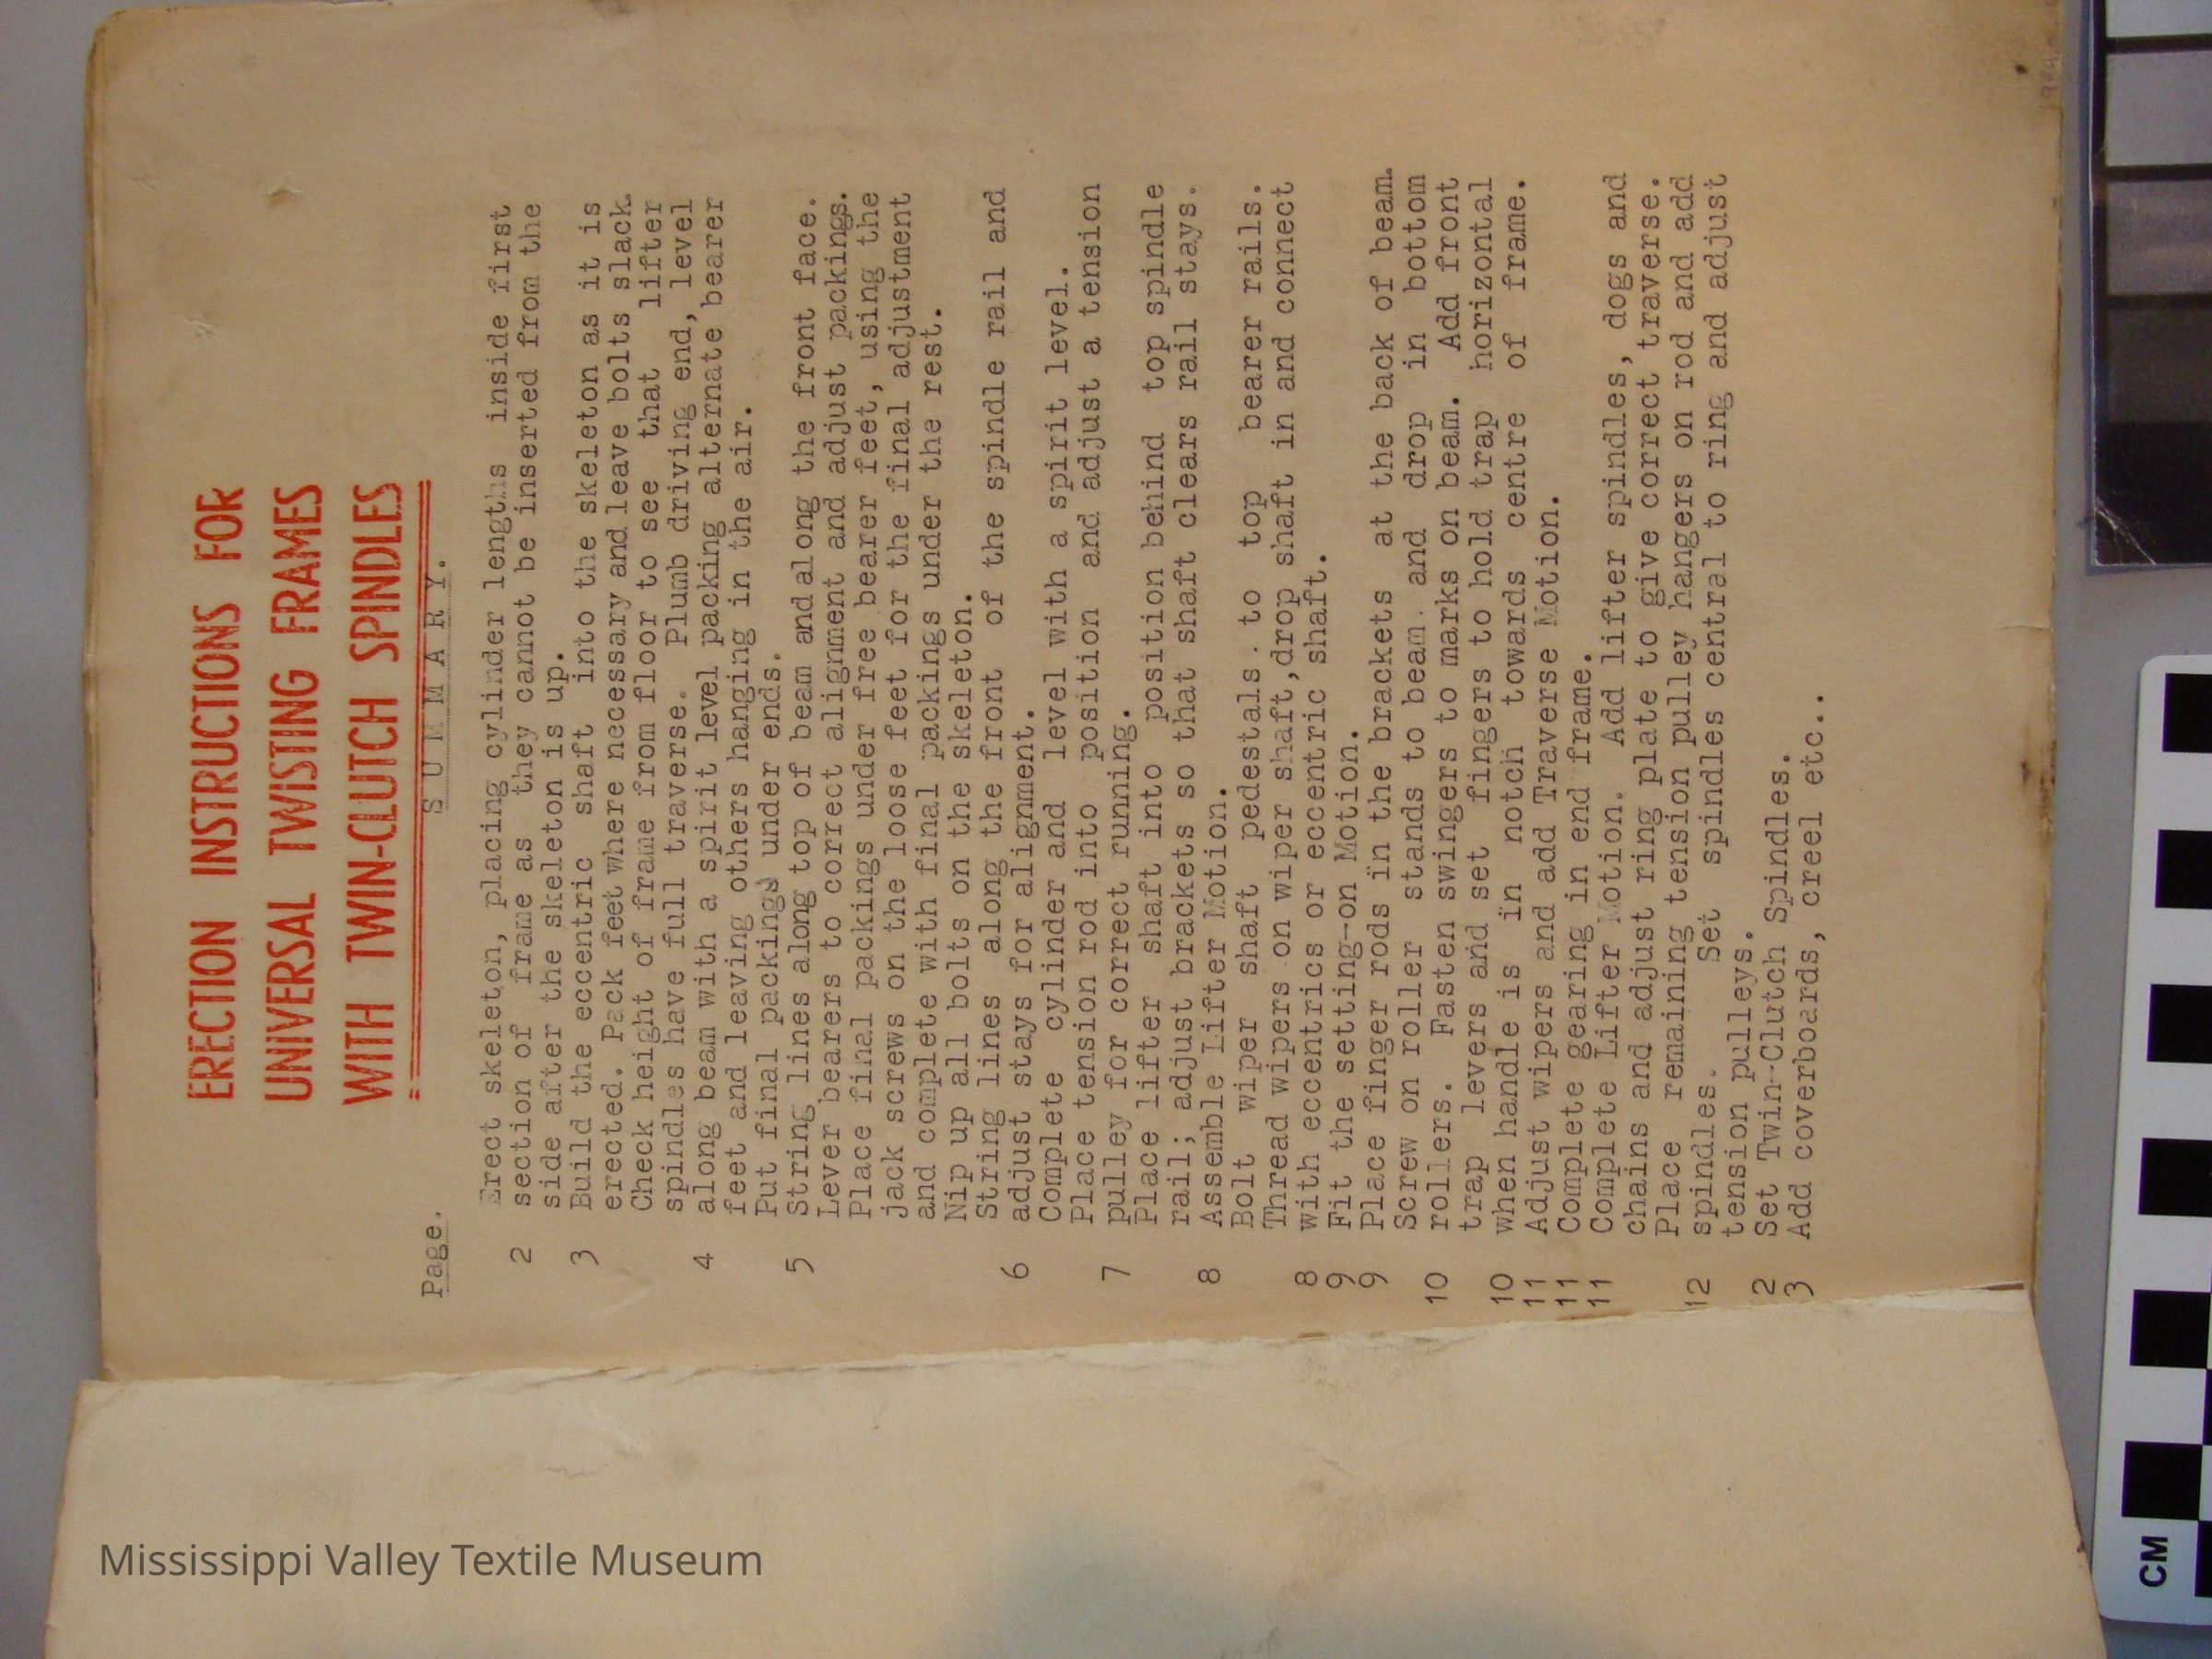 ERECTION INSTRUCTIONS FOR
UNIVERSAL TWISTING FRAMES
WITH TWIN-CLUTCH SPINDLES
Page. S U M M A R Y.
Erect skeleton, placing cylinder lengths inside first
2 section of frame as they cannot be inserted from the
side after the skeleton is up.
3 Build the eccentric shaft into the skeleton as it is
erected. Pack feet where necessary and leave bolts slack.
Check height of frame from floor to see that lifter
spindles have full traverse. Plumb driving end, level
4 along beam with a spirit level packing alternate bearer
feet and leaving others hanging in the air.
Put final packings under ends.
5 String lines along top of beam and along the front face.
Lever bearers to correct alignment and adjust packings.
Place final packings under free bearer feet, using the
jack screws on the loose feet for the final adjustment
and complete with final packings under the rest.
Nip up all bolts on the skeleton.
String lines along the front of the spindle rail and
6 adjust stays for alignment.
Complete cylinder and level with a spirit level.
Place tension rod into position and adjust a tension
7 pulley for correct running.
Place lifter shaft into position behind top spindle
rail; adjust brackets so that shaft clears rail stays.
8 Assemble Lifter Motion.
Bolt wiper shaft pedestals to top bearer rails.
Thread wipers on wiper shaft,drop shaft in and connect
8 with eccentrics or eccentric shaft.
9 Fit the setting-on Motion.
9 Place finger rods in the brackets at the back of beam.
Screw on roller stands to beam and drop in bottom
10 rollers. Fasten swingers to marks on beam. Add front
trap levers and set fingers to hold trap horizontal
10 when handle is in notch towards centre of frame.
11 Adjust wipers and add Traverse Motion.
11 Complete gearing in end frame.
11 Complete Lifter Motion. Add lifter spindles, dogs and
chains and adjust ring plate to give correct traverse.
Place remaining tension pulley hangers on rod and add
12 spindles. Set spindles central to ring and adjust
tension pulleys.
2 Set Twin-Clutch Spindles.
3 Add coverboards, creel etc...
CM
Mississippi Valley Textile Museum